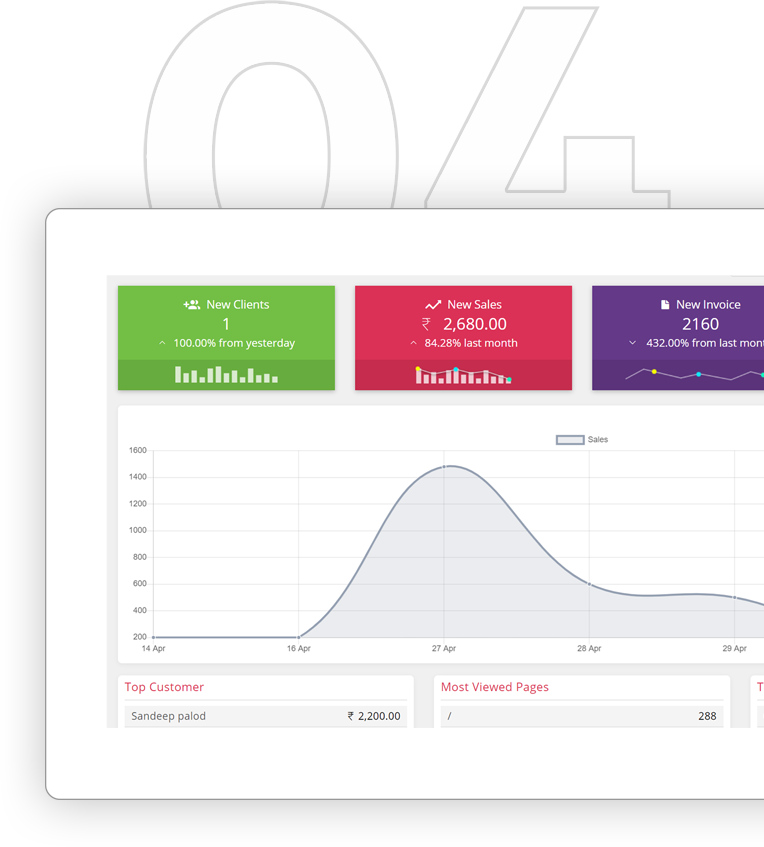 04
New Clients
1
100.00% from yesterday
New Sales
₹ 2,680.00
84.28% last month
New Invoice
2160
432.00% from last
Sales
1600
1400
1200
1000
800
600
400
200
14 Apr 16 Apr 27 Apr 28 Apr 29 Apr
Top Customer
Sandeep palod ₹ 2,200.00
Most Viewed Pages
/ 288
T